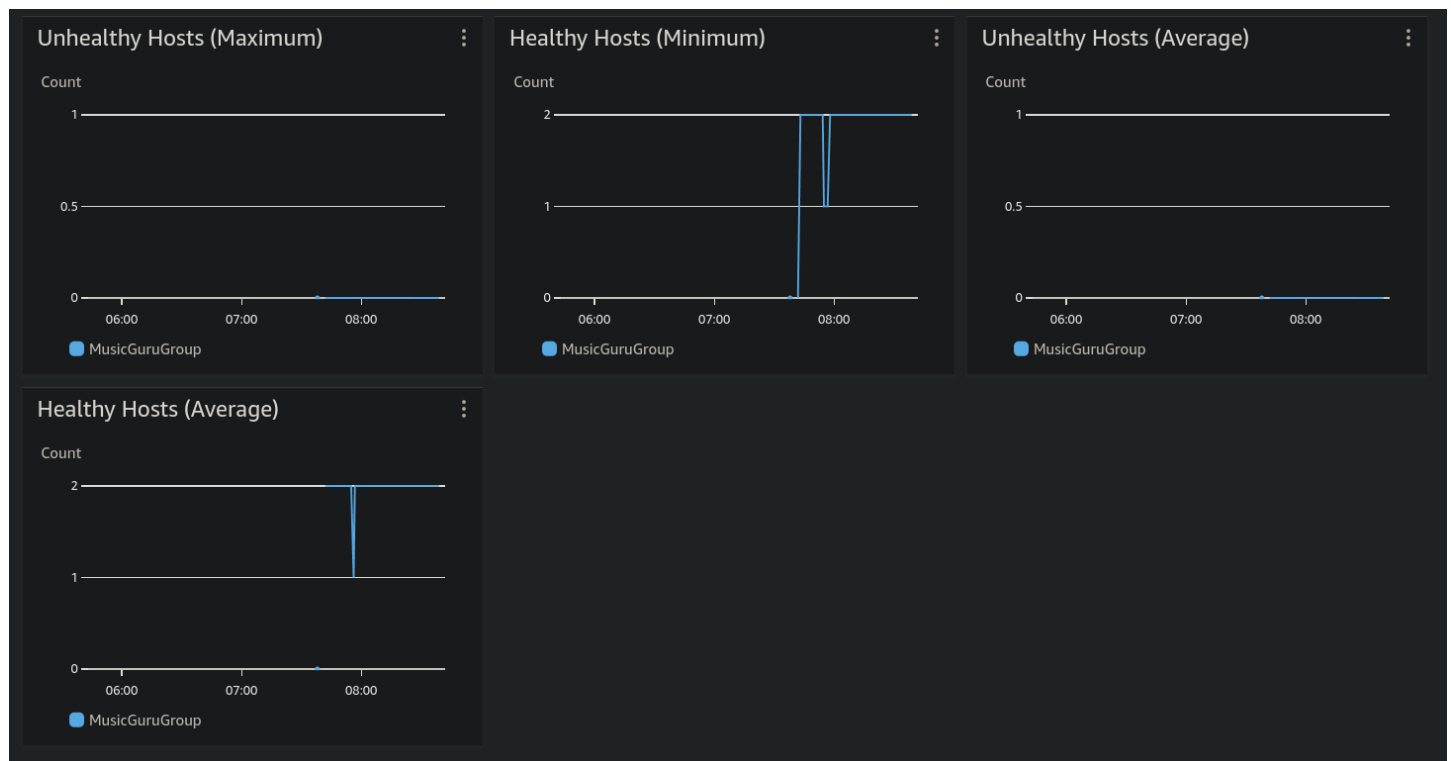 Unhealthy Hosts (Maximum)
Count
1
0.5
0
06:00 07:00 08:00
MusicGuruGroup
Healthy Hosts (Minimum)
Count
2
1
0
06:00 07:00 08:00
MusicGuruGroup
Unhealthy Hosts (Average)
Count
1
0.5
0
06:00 07:00 08:00
MusicGuruGroup
Healthy Hosts (Average)
Count
2
1
0
06:00 07:00 08:00
MusicGuruGroup